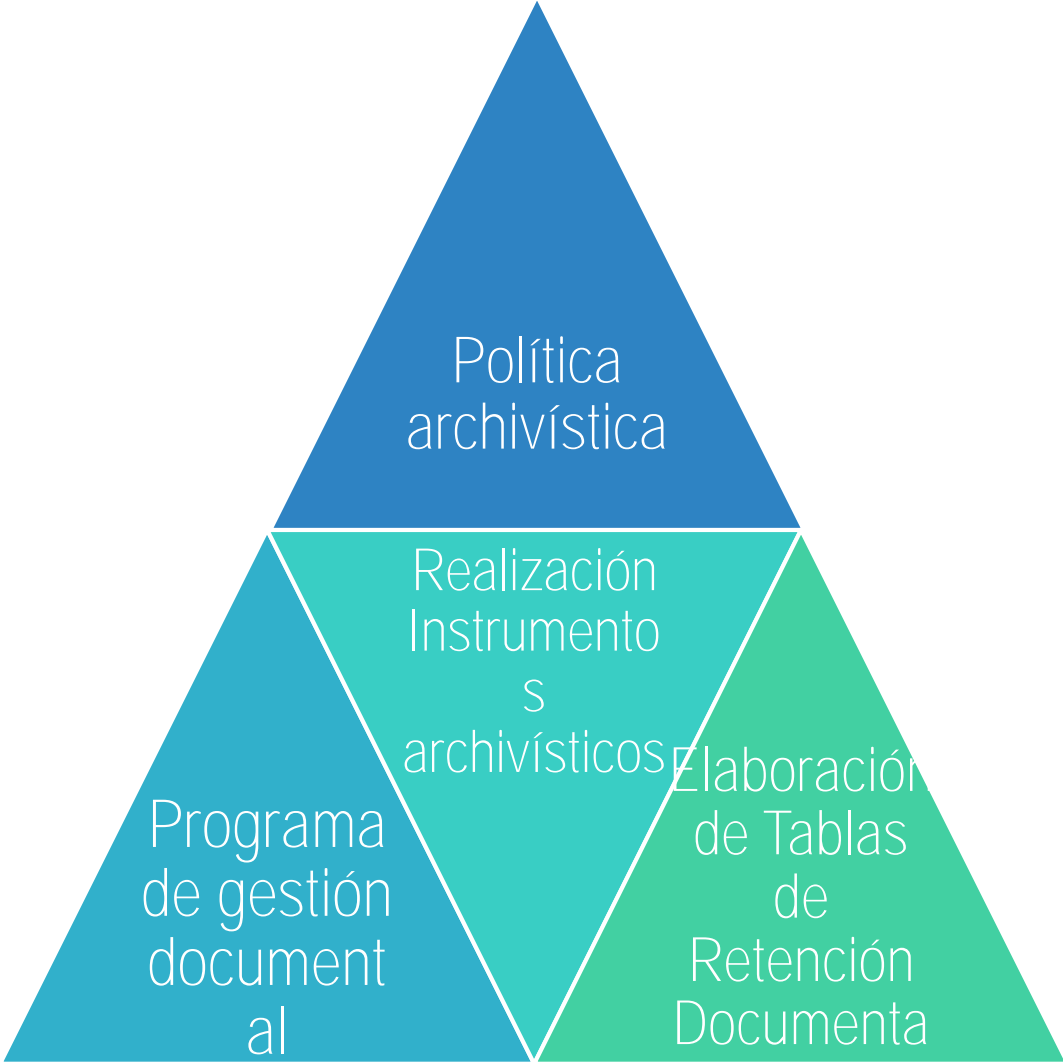 Política
archivística
Realización
Instrumento
s
archivísticos
Programa
de gestión
document
al
Elaboración
de Tablas
de
Retención
Documenta